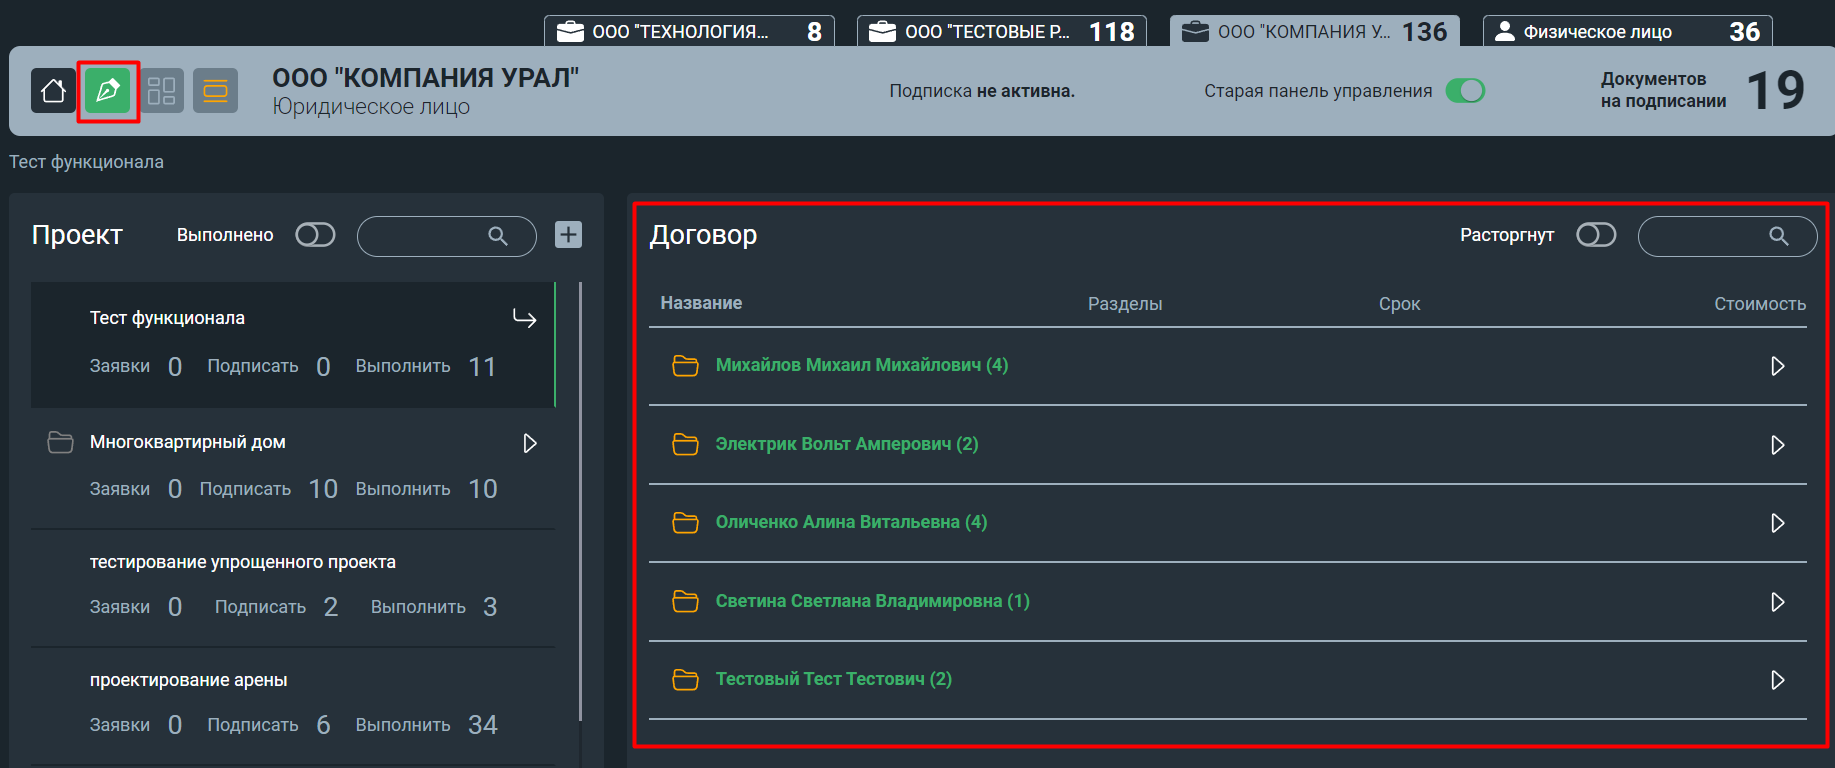 ООО "ТЕХНОЛОГИЯ... 8
ООО "ТЕСТОВЫЕ Р... 118
ООО "КОМПАНИЯ У... 136
Физическое лицо 36
ООО "КОМПАНИЯ УРАЛ"
Юридическое лицо
Подписка не активна.
Старая панель управления
Документов
на подписании
19
Тест функционала
Проект Выполнено
Тест функционала
Заявки 0 Подписать 0 Выполнить 11
Многоквартирный дом
Заявки 0 Подписать 10 Выполнить 10
тестирование упрощенного проекта
Заявки 0 Подписать 2 Выполнить 3
проектирование арены
Заявки 0 Подписать 6 Выполнить 34
Договор Расторгнут
Название Разделы Срок Стоимость
Михайлов Михаил Михайлович (4)
Электрик Вольт Амперович (2)
Оличенко Алина Витальевна (4)
Светина Светлана Владимировна (1)
Тестовый Тест Тестович (2)